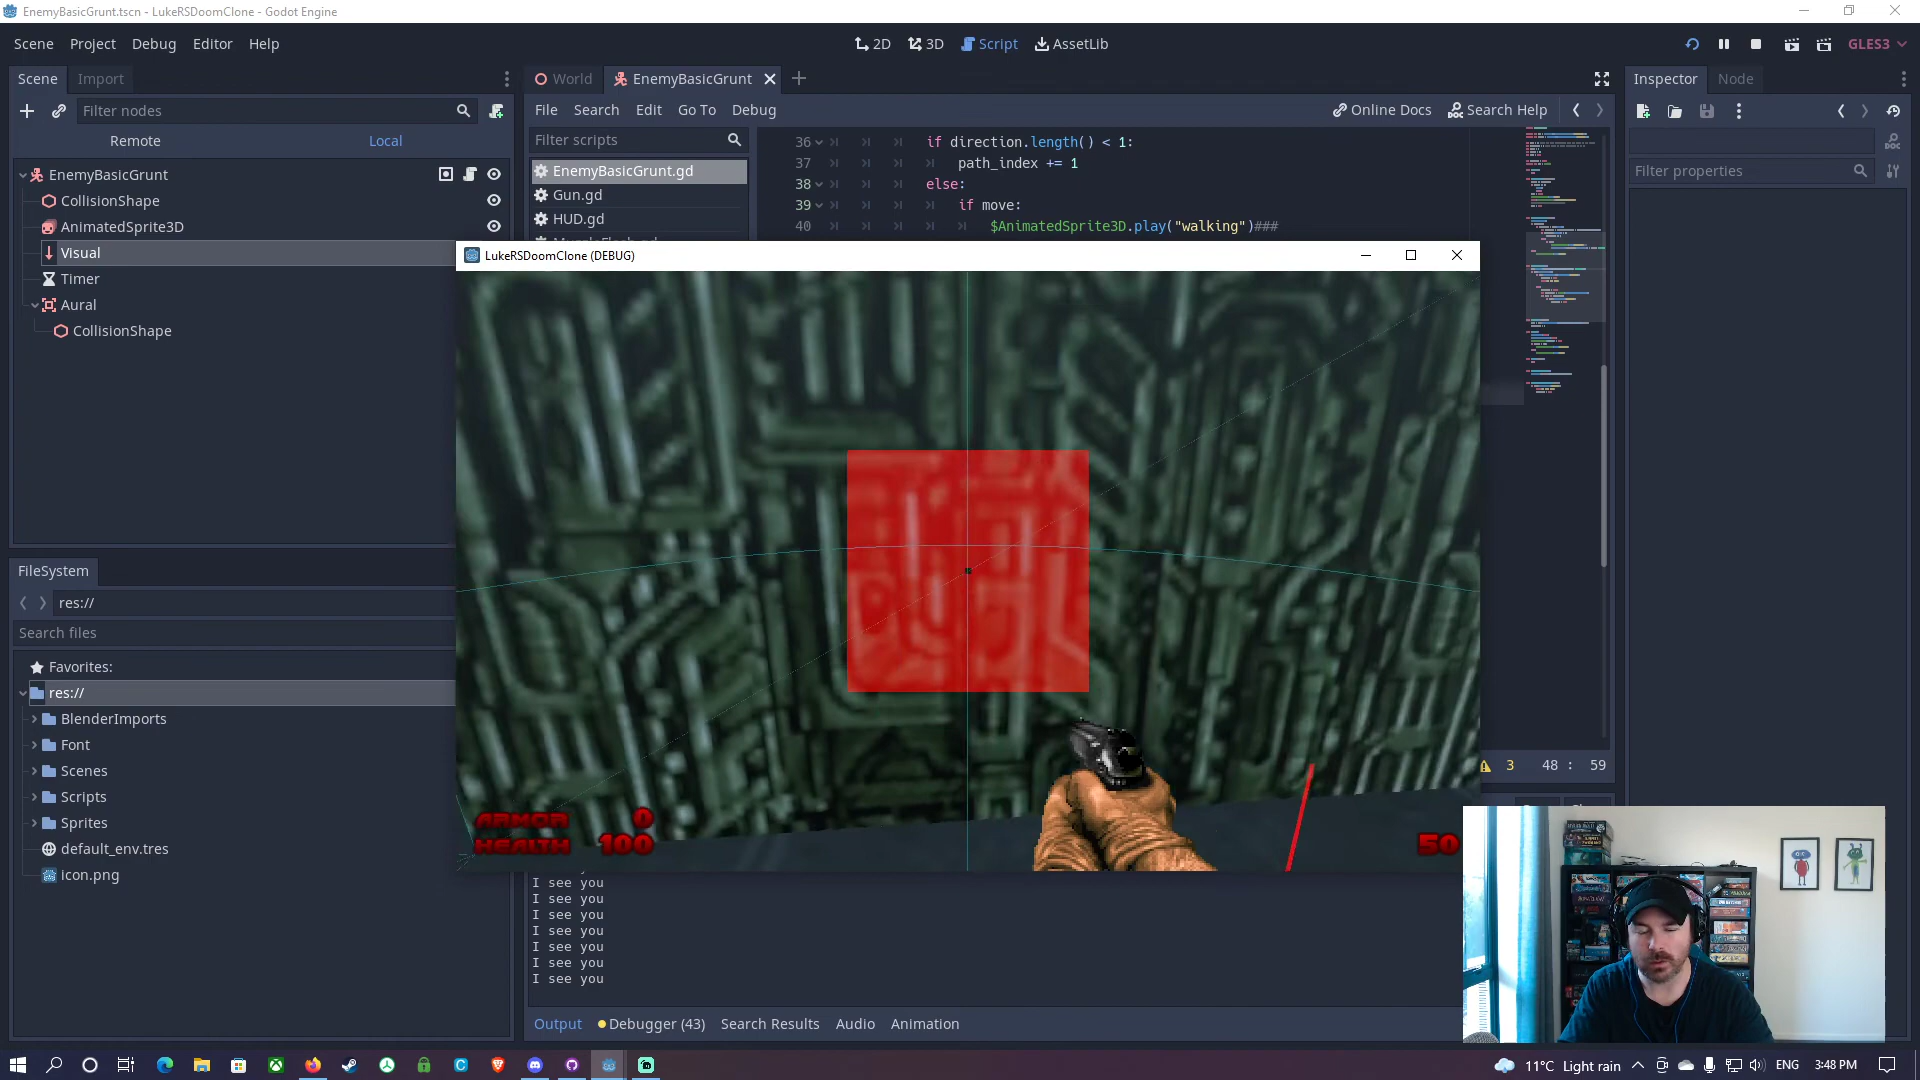 EnemyBasicGrunt.tscn - LukeRSDoomClone - Godot Engine
Scene Project Debug Editor Help
2D 3D Script AssetLib
GLES3
Scene Import
World EnemyBasicGrunt
Inspector Node
Filter nodes
File Search Edit Go To Debug
Online Docs Search Help
Remote Local
Filter scripts
Filter properties
EnemyBasicGrunt
CollisionShape
AnimatedSprite3D
Visual
Timer
Aural
CollisionShape
EnemyBasicGrunt.gd
Gun.gd
HUD.gd
36 if direction.length() < 1:
37 path_index += 1
38 else:
39 if move:
40 $AnimatedSprite3D.play("walking")###
LukeRSDoomClone (DEBUG)
ARMOR 0
HEALTH 100
50
3 48 : 59
FileSystem
res://
Search files
Favorites:
res://
BlenderImports
Font
Scenes
Scripts
Sprites
default_env.tres
icon.png
I see you
I see you
I see you
I see you
I see you
I see you
I see you
Output Debugger (43) Search Results Audio Animation
11°C Light rain ENG 3:48 PM